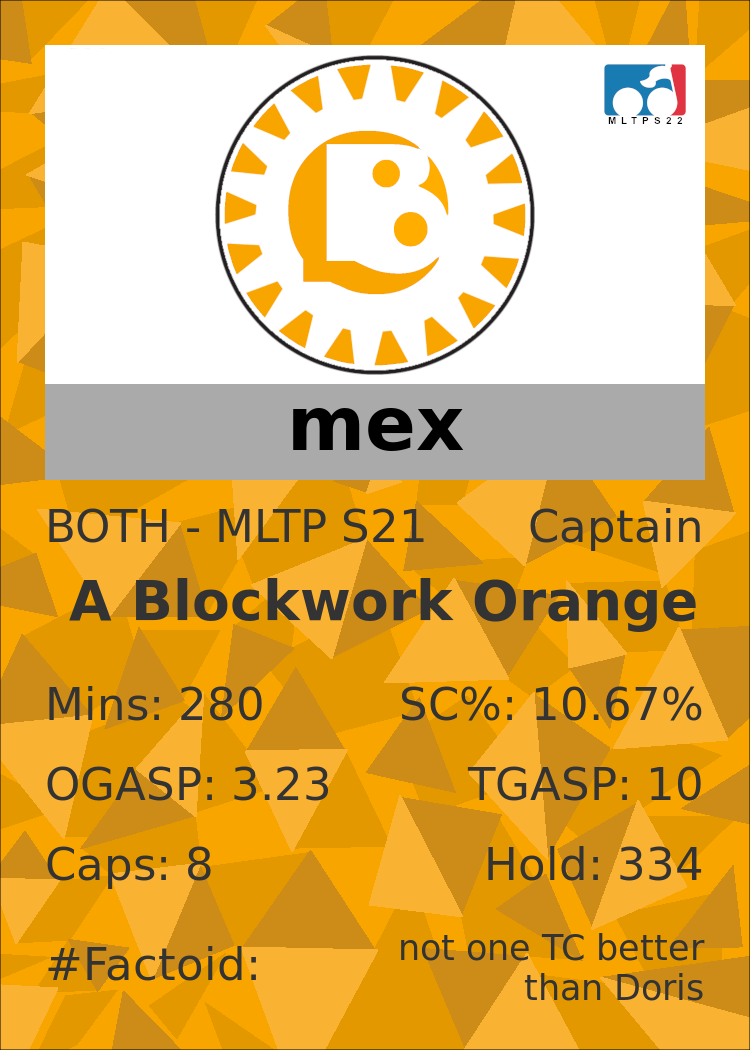 MLTPS22
B
mex
BOTH - MLTP S21 Captain
A Blockwork Orange
Mins: 280 SC%: 10.67%
OGASP: 3.23 TGASP: 10
Caps: 8 Hold: 334
#Factoid: not one TC better
than Doris